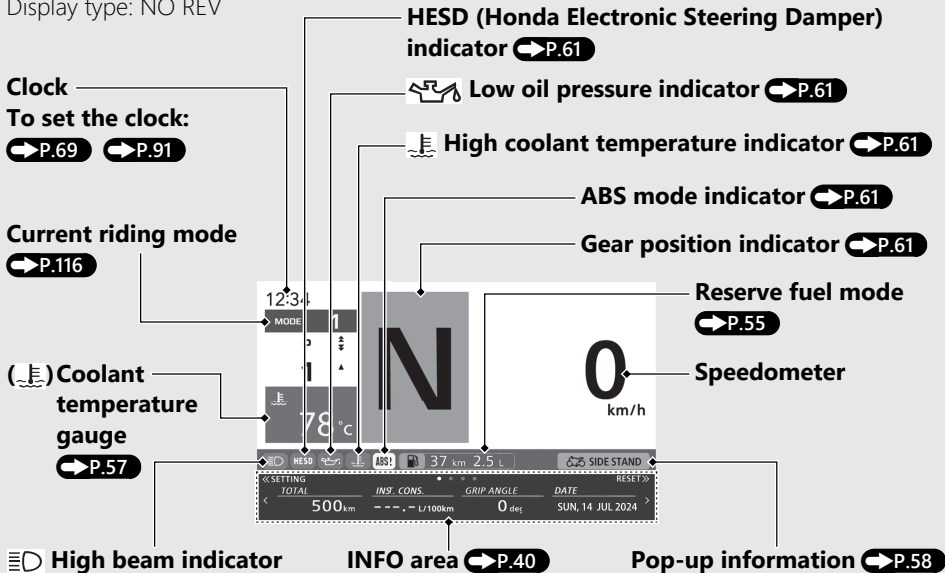 Display type: NO REV
HESD (Honda Electronic Steering Damper)
indicator P.61
Clock
To set the clock:
P.69 P.91
Low oil pressure indicator P.61
High coolant temperature indicator P.61
ABS mode indicator P.61
Current riding mode
P.116
Gear position indicator P.61
Reserve fuel mode
P.55
( ) Coolant
temperature
gauge
P.57
Speedometer
12:34
MODE 1
P
1
N
0
km/h
78 °c
HESD ABS! 37 km 2.5 L SIDE STAND
«SETTING RESET»
TOTAL INST. CONS. GRIP ANGLE DATE
500 km ---.- L/100km 0 deg SUN, 14 JUL 2024
High beam indicator
INFO area P.40
Pop-up information P.58